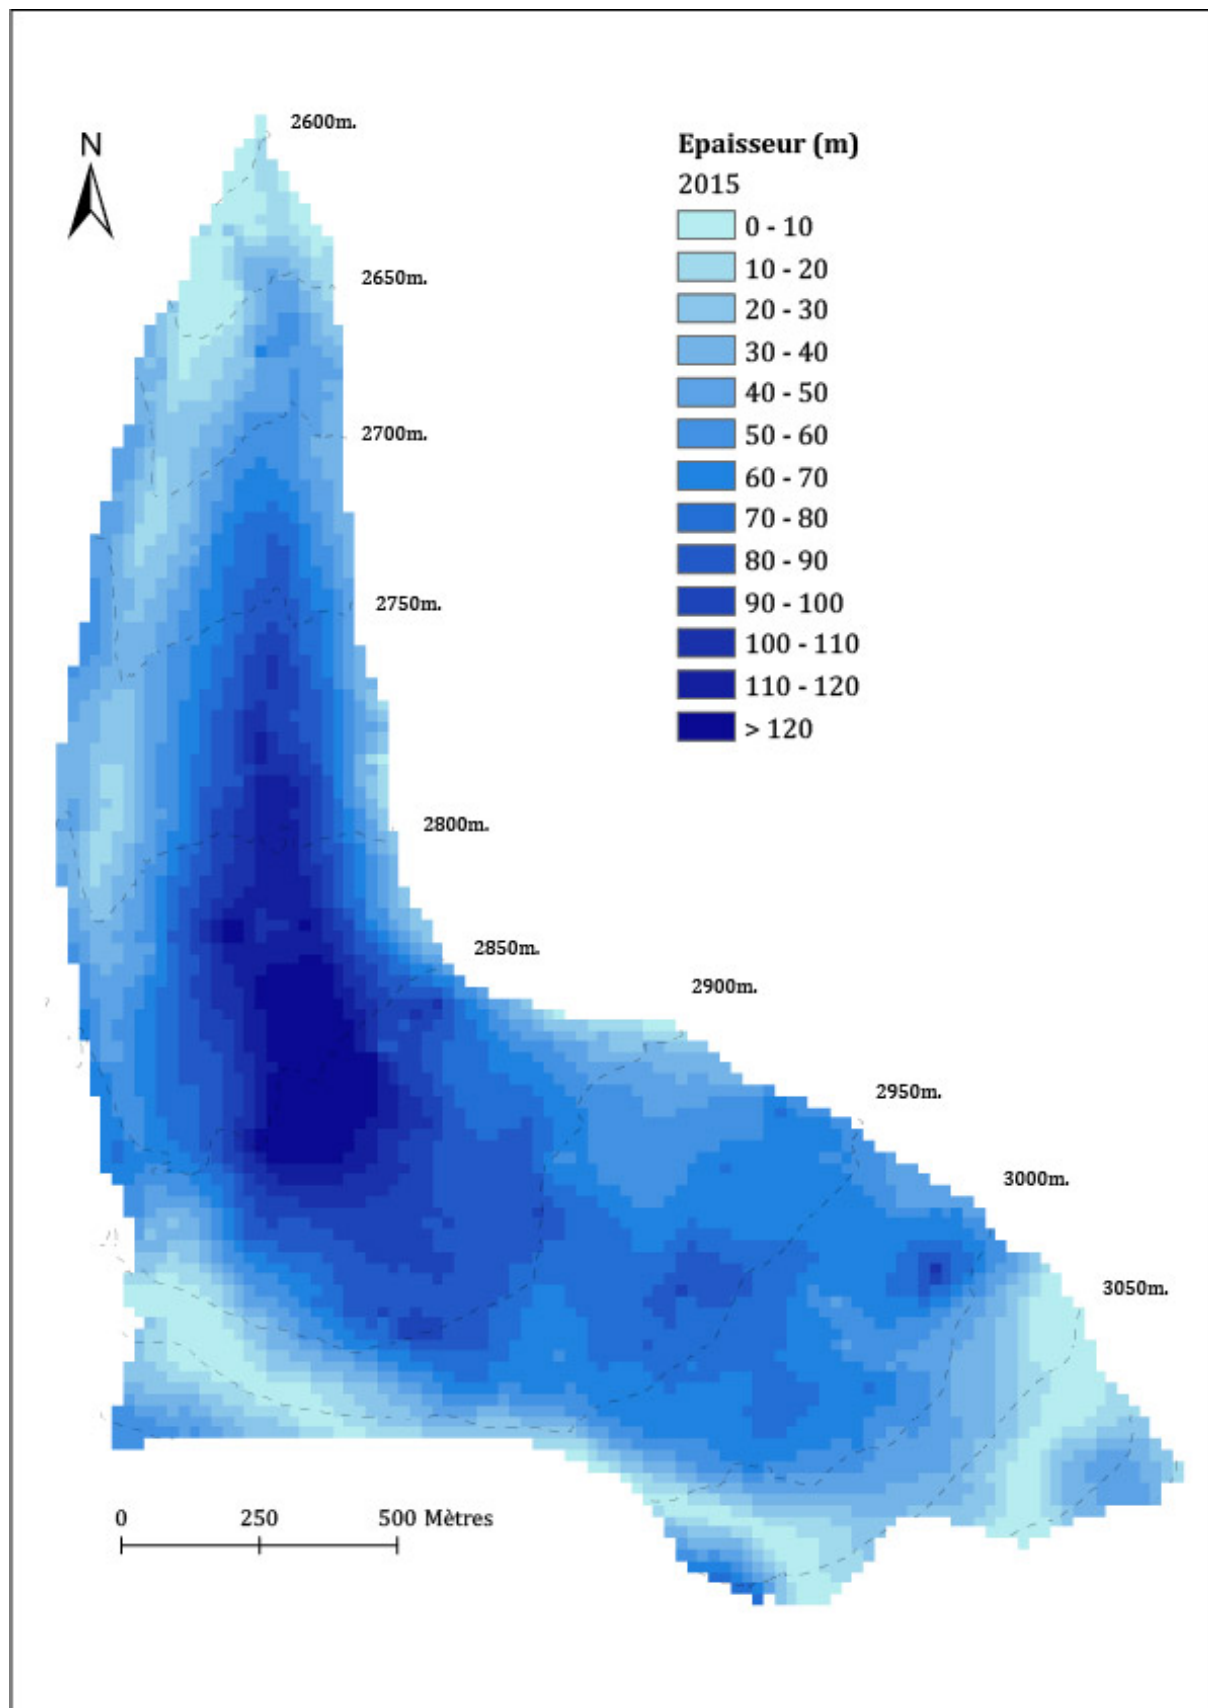 2600m.
N
Epaisseur (m)
2015
0 - 10
10 - 20
2650m.
20 - 30
30 - 40
40 - 50
2700m.
50 - 60
60 - 70
70 - 80
80 - 90
2750m.
90 - 100
100 - 110
110 - 120
> 120
2800m.
2850m.
2900m.
2950m.
3000m.
3050m.
0 250 500 Mètres